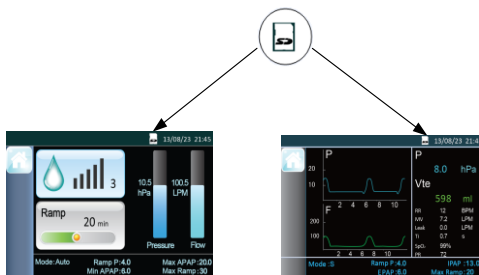 SD
13/08/23 21:45
3
Ramp
20 min
10.5
hPa
100.5
LPM
Pressure
Flow
Mode:Auto
Ramp P:4.0
Max APAP:20.0
Min APAP:6.0
Max Ramp:30
13/08/23 21:4
P
20
10
2 4 6 8 10
F
200
100
2 4 6 8 10
P
8.0 hPa
Vte
598 ml
RR 12 BPM
MV 7.2 LPM
Leak 0.0 LPM
Ti 0.7 s
SpO₂ 99%
PR 72
Mode :S
Ramp P:4.0
IPAP :13.0
EPAP:6.0
Max Ramp :20